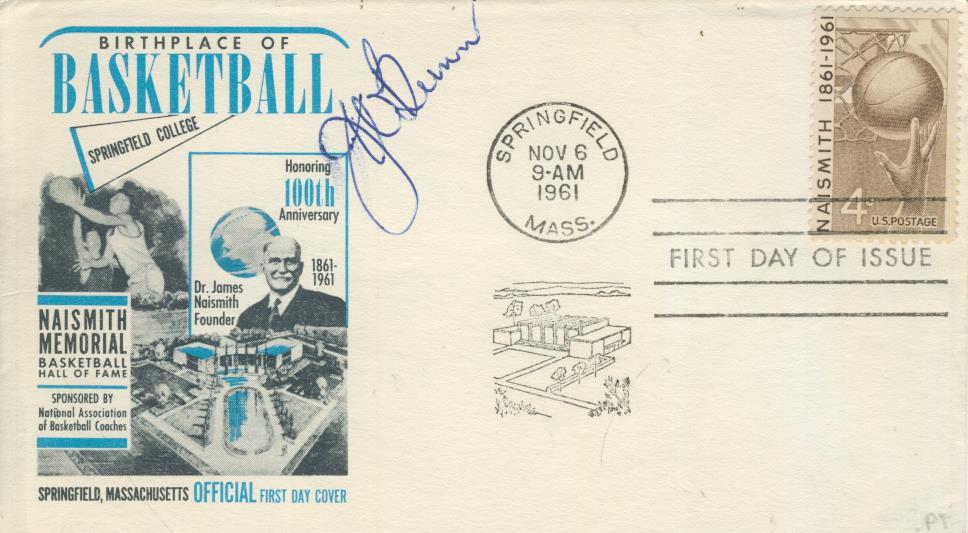 BIRTHPLACE OF
BASKETBALL
SPRINGFIELD COLLEGE
Honoring
100th
Anniversary
1861-
1961
Dr. James
Naismith
Founder
NAISMITH
MEMORIAL
BASKETBALL
HALL OF FAME
SPONSORED BY
National Association
of Basketball Coaches
SPRINGFIELD, MASSACHUSETTS OFFICIAL FIRST DAY COVER
SPRINGFIELD
NOV 6
9-AM
1961
MASS.
FIRST DAY OF ISSUE
NAISMITH 1861-1961
4¢
U.S. POSTAGE